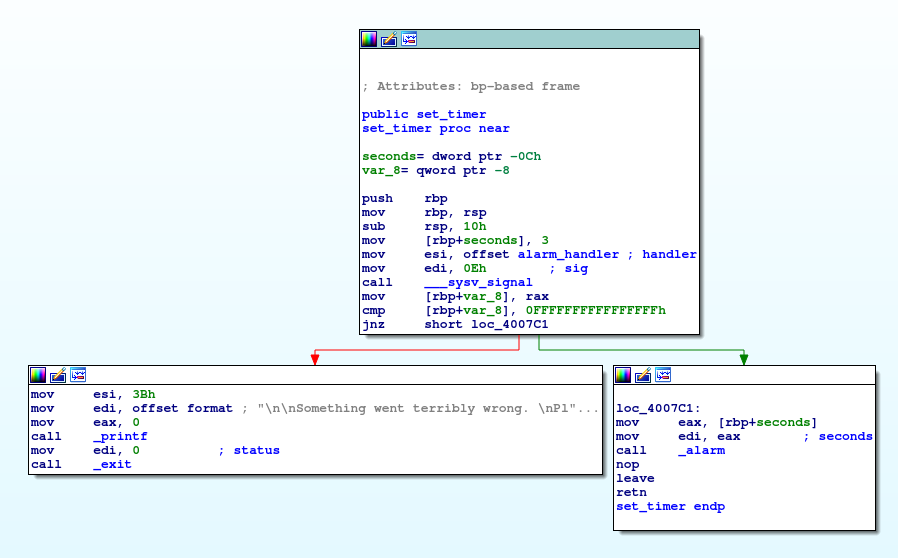 ; Attributes: bp-based frame
public set_timer
set_timer proc near
seconds= dword ptr -0Ch
var_8= qword ptr -8
push rbp
mov rbp, rsp
sub rsp, 10h
mov [rbp+seconds], 3
mov esi, offset alarm_handler ; handler
mov edi, 0Eh ; sig
call ___sysv_signal
mov [rbp+var_8], rax
cmp [rbp+var_8], 0FFFFFFFFFFFFFFFFh
jnz short loc_4007C1
mov esi, 3Bh
mov edi, offset format ; "\n\nSomething went terribly wrong. \nPl"...
mov eax, 0
call _printf
mov edi, 0 ; status
call _exit
loc_4007C1:
mov eax, [rbp+seconds]
mov edi, eax ; seconds
call _alarm
nop
leave
retn
set_timer endp